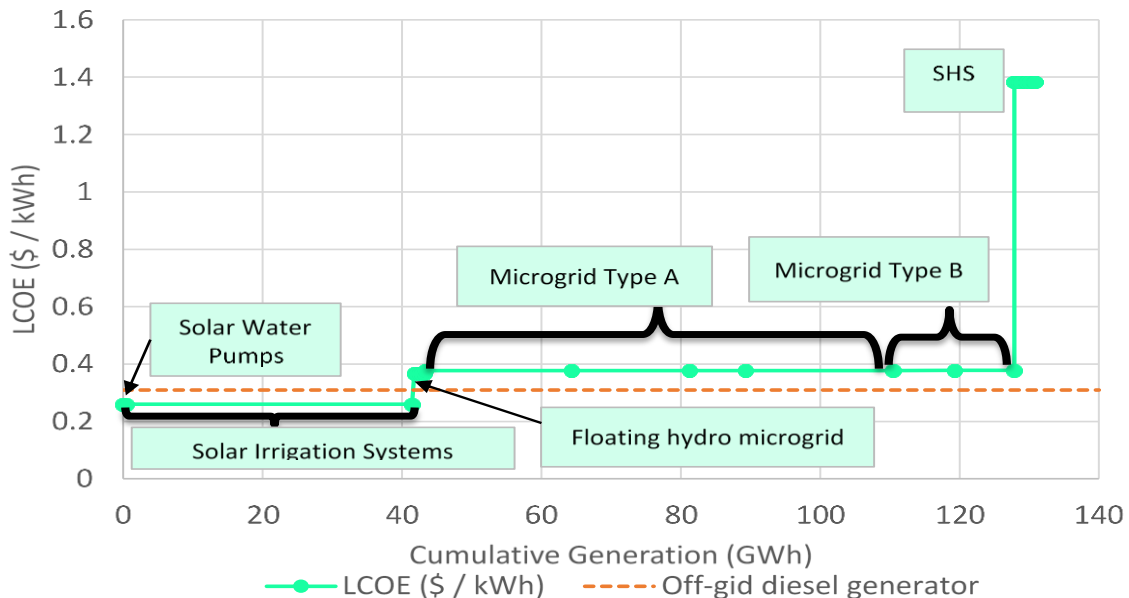 1.6
1.4
1.2
1
0.8
0.6
0.4
0.2
0
LCOE ($ / kWh)
SHS
Microgrid Type A
Microgrid Type B
Solar Water
Pumps
Solar Irrigation Systems
Floating hydro microgrid
0 20 40 60 80 100 120 140
Cumulative Generation (GWh)
LCOE ($ / kWh) Off-gid diesel generator